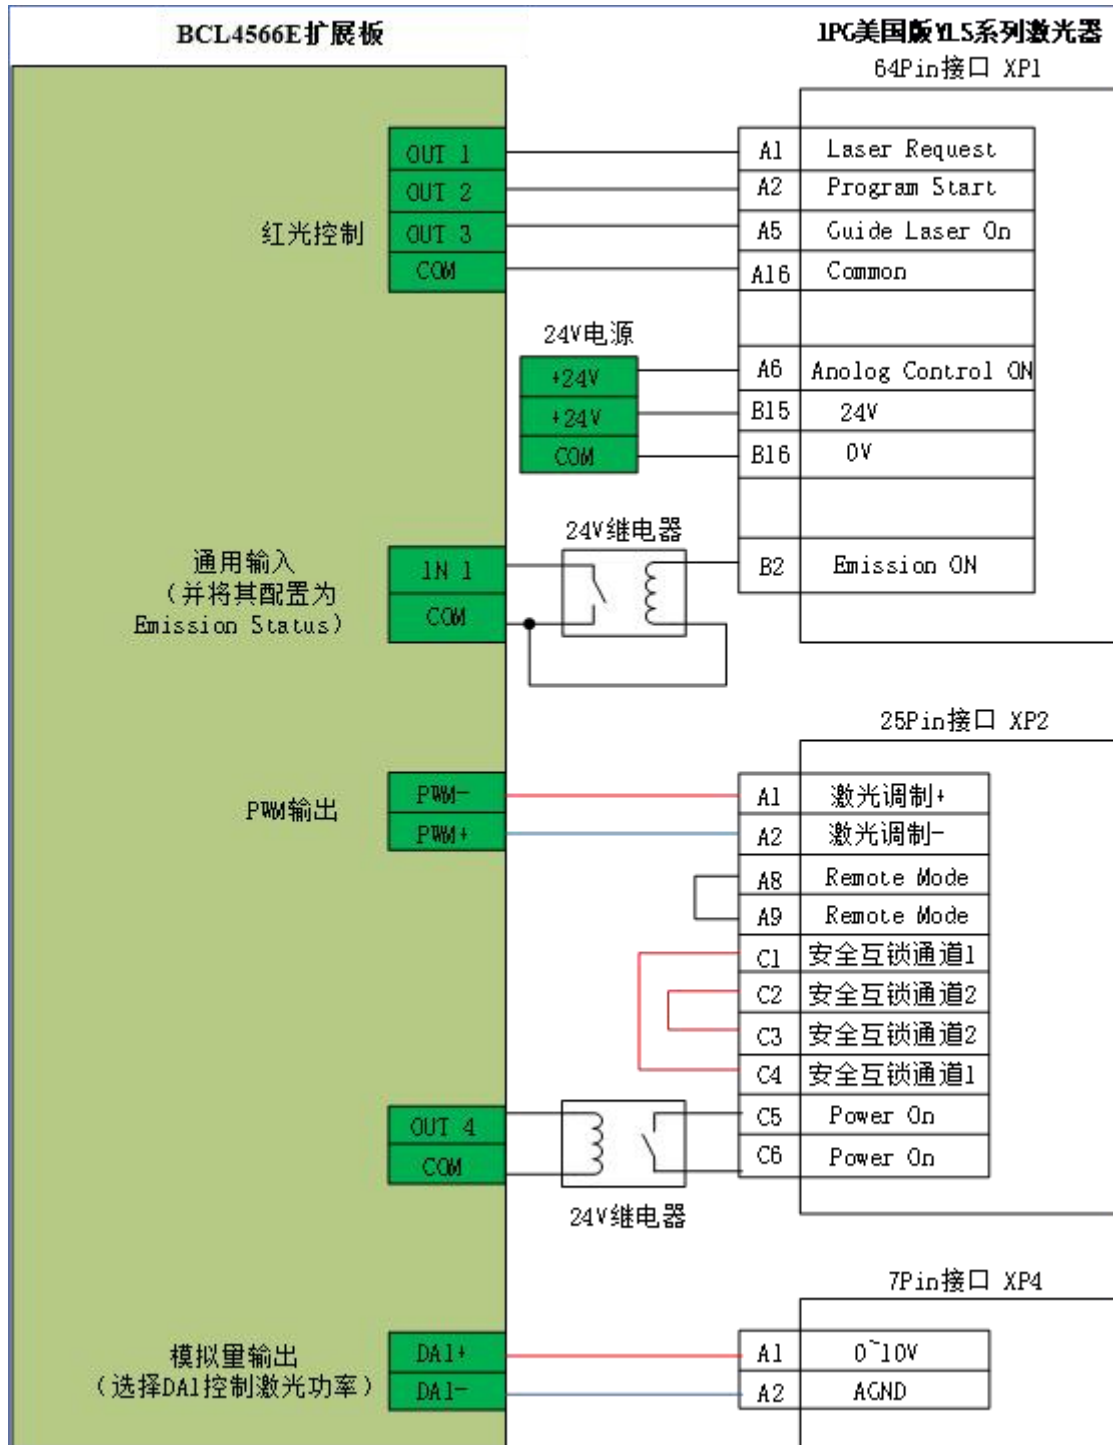 BCL4566E扩展板
IPG美国版YLS系列激光器
64Pin接口 XP1
OUT 1
A1 Laser Request
OUT 2
A2 Program Start
红光控制
OUT 3
A5 Guide Laser On
COM
A16 Common
24V电源
+24V
A6 Anolog Control ON
+24V
B15 24V
COM
B16 0V
24V继电器
通用输入
(并将其配置为
Emission Status)
IN 1
COM
B2 Emission ON
25Pin接口 XP2
PWM输出
PWM-
A1 激光调制+
PWM+
A2 激光调制-
A8 Remote Mode
A9 Remote Mode
C1 安全互锁通道1
C2 安全互锁通道2
C3 安全互锁通道2
C4 安全互锁通道1
OUT 4
C5 Power On
COM
C6 Power On
24V继电器
7Pin接口 XP4
模拟量输出
(选择DA1控制激光功率)
DA1+
A1 0~10V
DA1-
A2 AGND